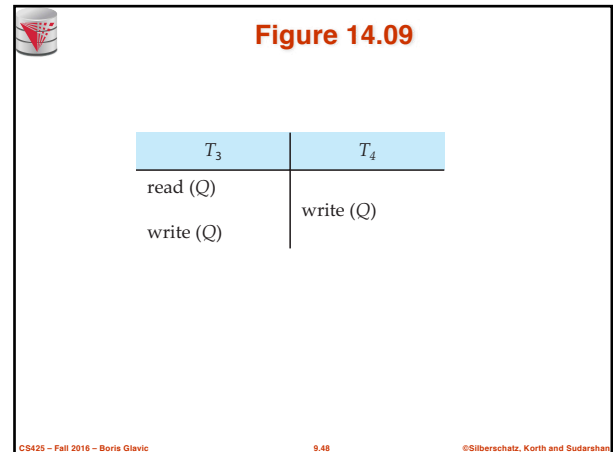 Figure 14.09
T3 T4
read (Q)
write (Q)
write (Q)
CS425 – Fall 2016 – Boris Glavic 9.48 ©Silberschatz, Korth and Sudarshan